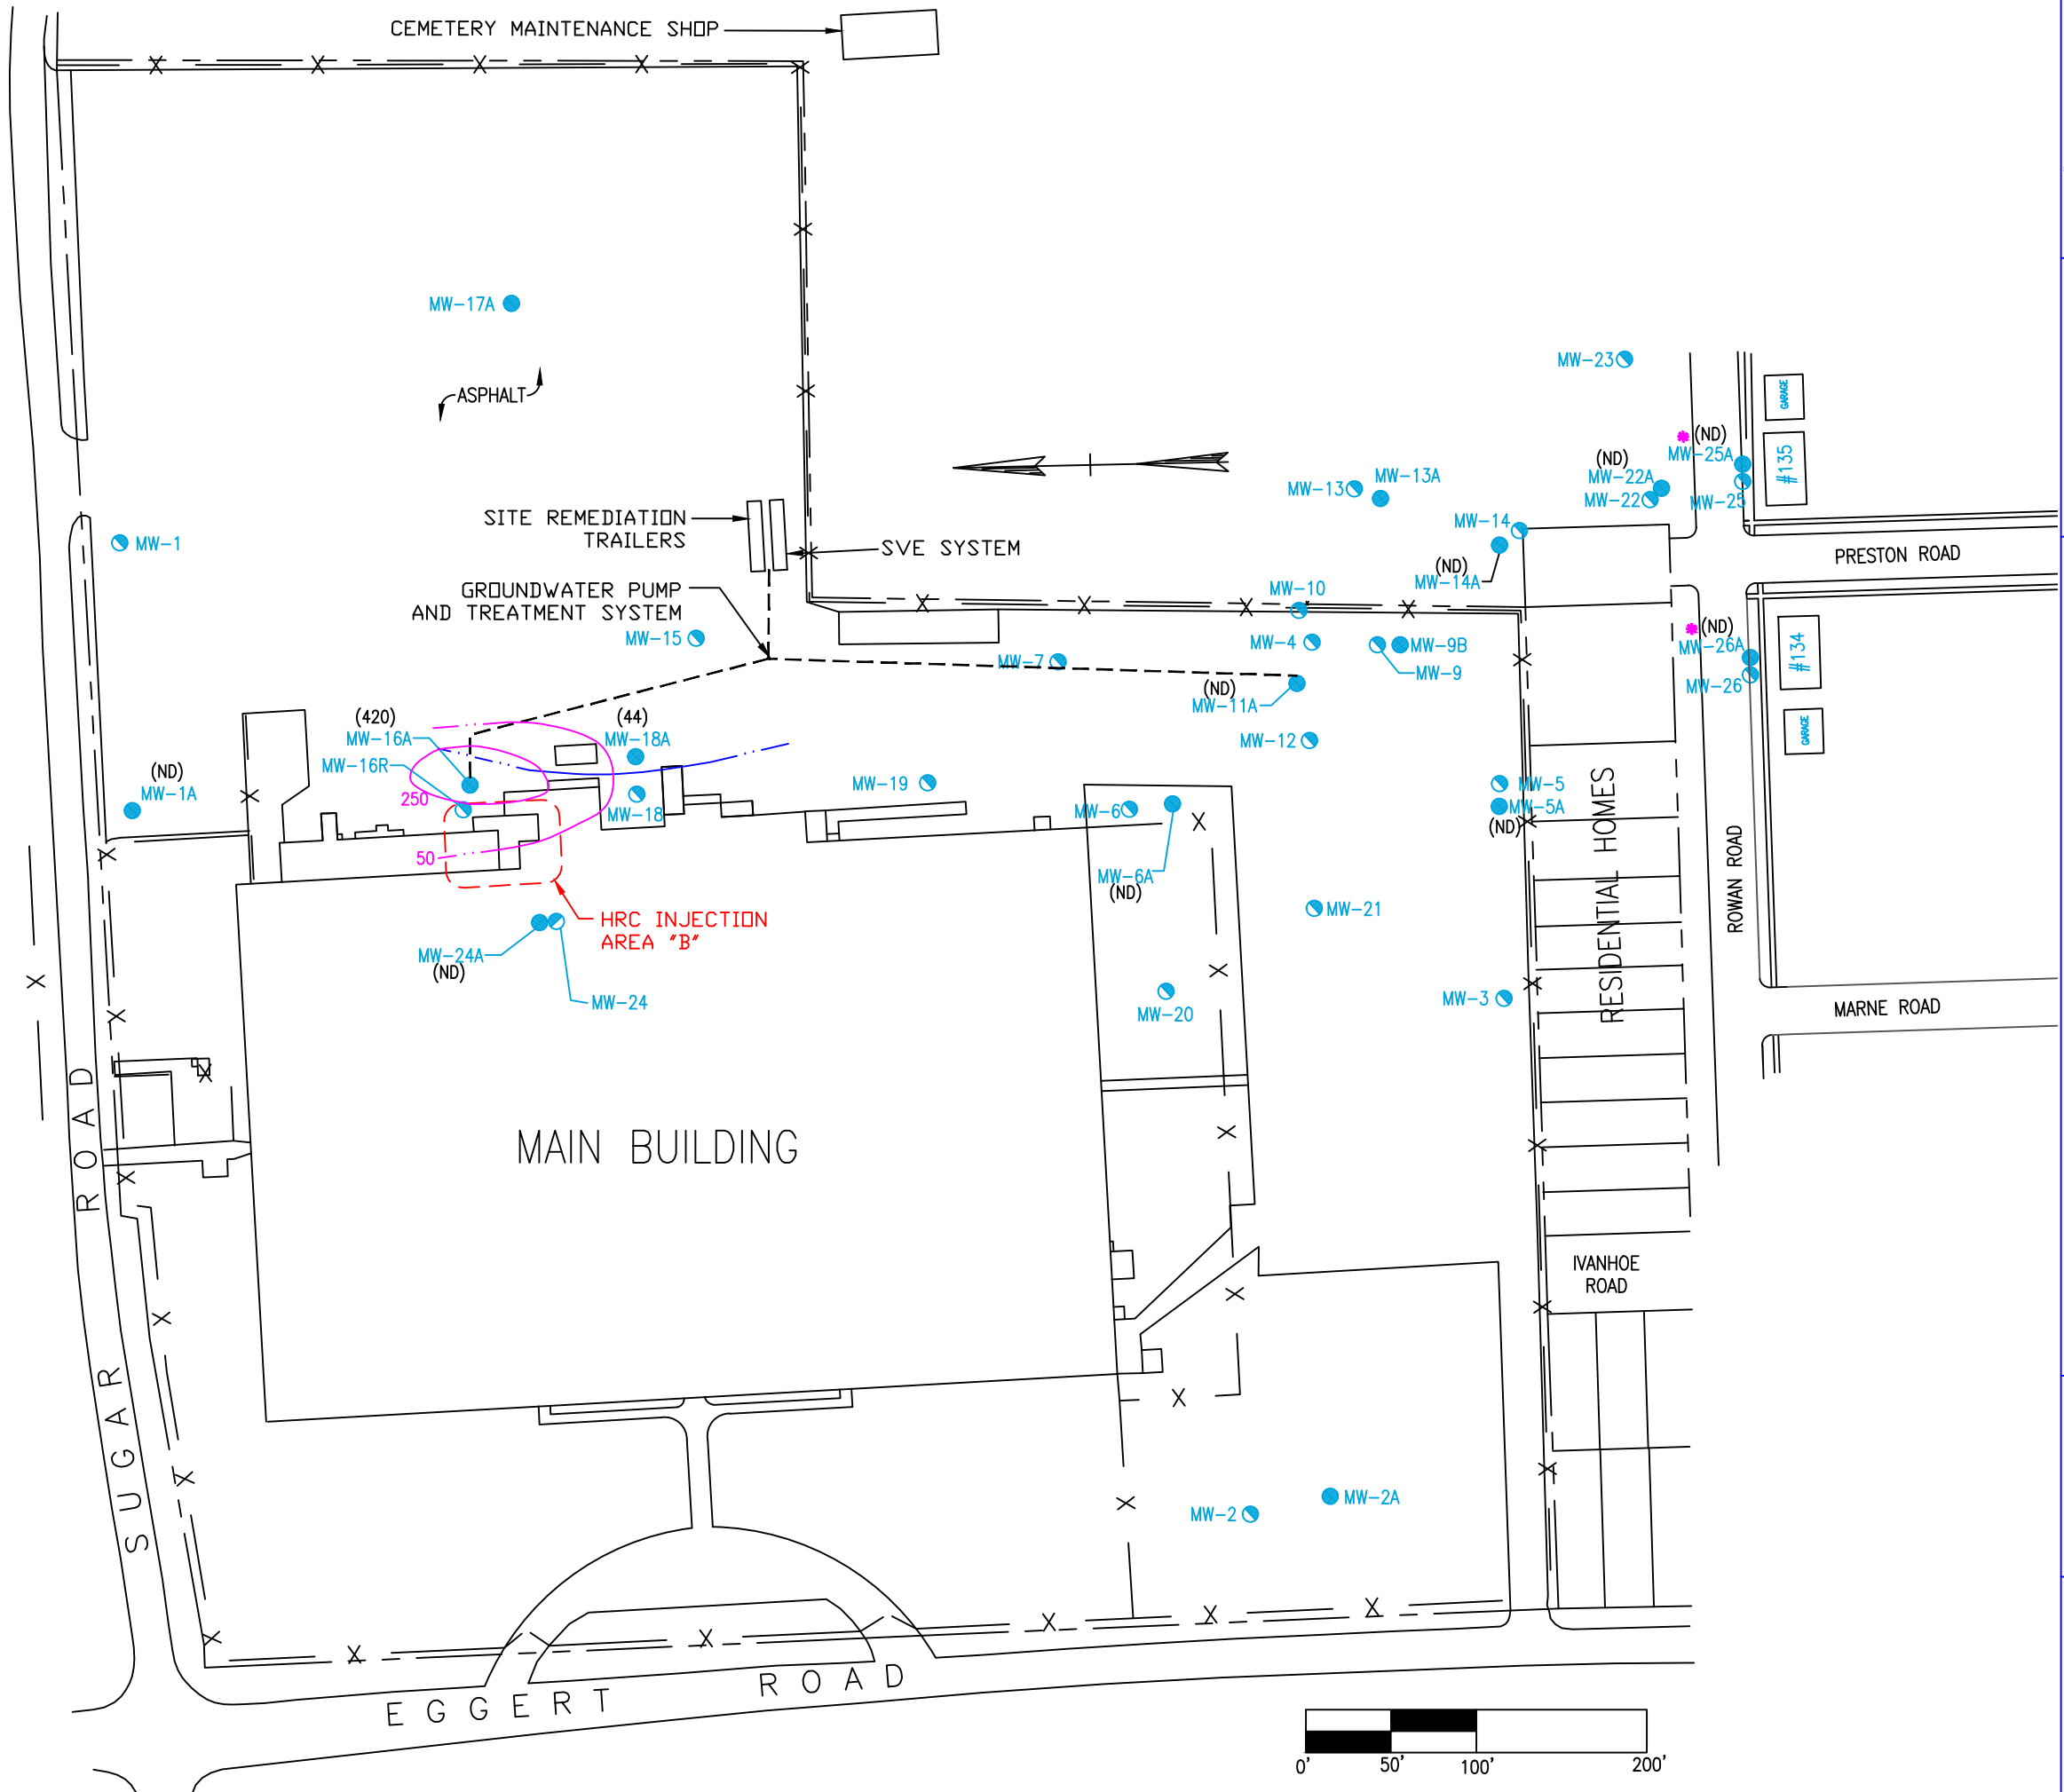 CEMETERY MAINTENANCE SHOP
MW-17A
ASPHALT
MW-23
GARAGE
(ND)
MW-25A
#135
MW-25
(ND)
MW-22A
MW-22
MW-13
MW-13A
MW-14
(ND)
MW-14A
PRESTON ROAD
SITE REMEDIATION
TRAILERS
SVE SYSTEM
MW-1
GROUNDWATER PUMP
AND TREATMENT SYSTEM
MW-10
MW-15
MW-4
MW-9B
MW-9
MW-7
(ND)
MW-26A
#134
MW-26
GARAGE
(ND)
MW-11A
MW-12
(420)
MW-16A
MW-16R
(44)
MW-18A
MW-18
250
50
(ND)
MW-1A
MW-19
MW-6
MW-6A
(ND)
MW-5
MW-5A
(ND)
RESIDENTIAL HOMES
ROWAN ROAD
HRC INJECTION
AREA "B"
MW-24A
(ND)
MW-24
MW-21
MW-20
MW-3
MARNE ROAD
MAIN BUILDING
IVANHOE
ROAD
SUGAR ROAD
MW-2
MW-2A
EGGERT ROAD
0' 50' 100' 200'